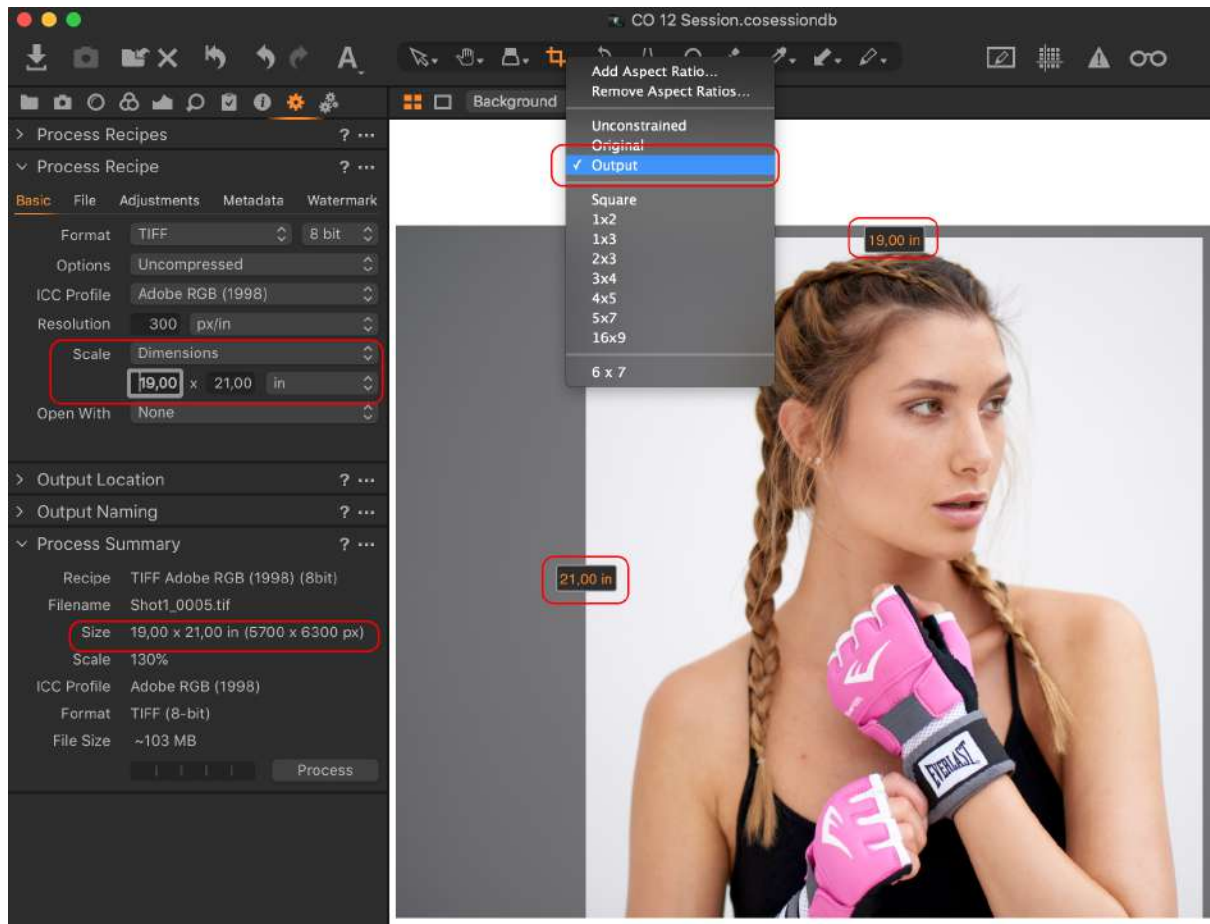 CO 12 Session.cosessiondb
A
Background
Add Aspect Ratio...
Remove Aspect Ratios...
Unconstrained
Original
✓ Output
Square
1x2
1x3
2x3
3x4
4x5
5x7
16x9
6 x 7
> Process Recipes ? ...
Process Recipe ? ...
Basic File Adjustments Metadata Watermark
Format TIFF 8 bit
Options Uncompressed
ICC Profile Adobe RGB (1998)
Resolution 300 px/in
Scale Dimensions
19,00 x 21,00 in
Open With None
> Output Location ? ...
> Output Naming ? ...
Process Summary ? ...
Recipe TIFF Adobe RGB (1998) (8bit)
Filename Shot1_0005.tif
Size 19,00 x 21,00 in (5700 x 6300 px)
Scale 130%
ICC Profile Adobe RGB (1998)
Format TIFF (8-bit)
File Size ~103 MB
Process
19,00 in
21,00 in
EVERLAST